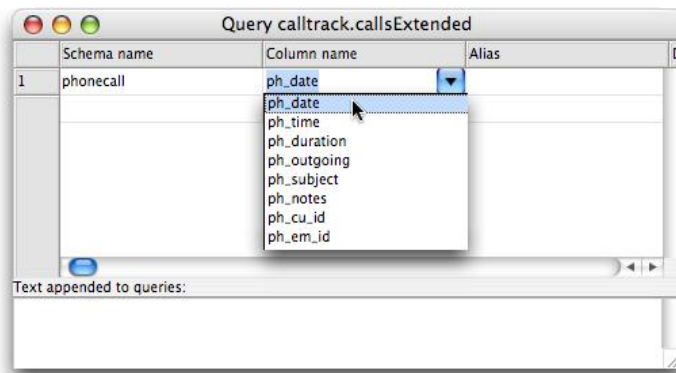 Query calltrack.callsExtended
Schema name Column name Alias
1 phonecall ph_date
ph_date
ph_time
ph_duration
ph_outgoing
ph_subject
ph_notes
ph_cu_id
ph_em_id
Text appended to queries: